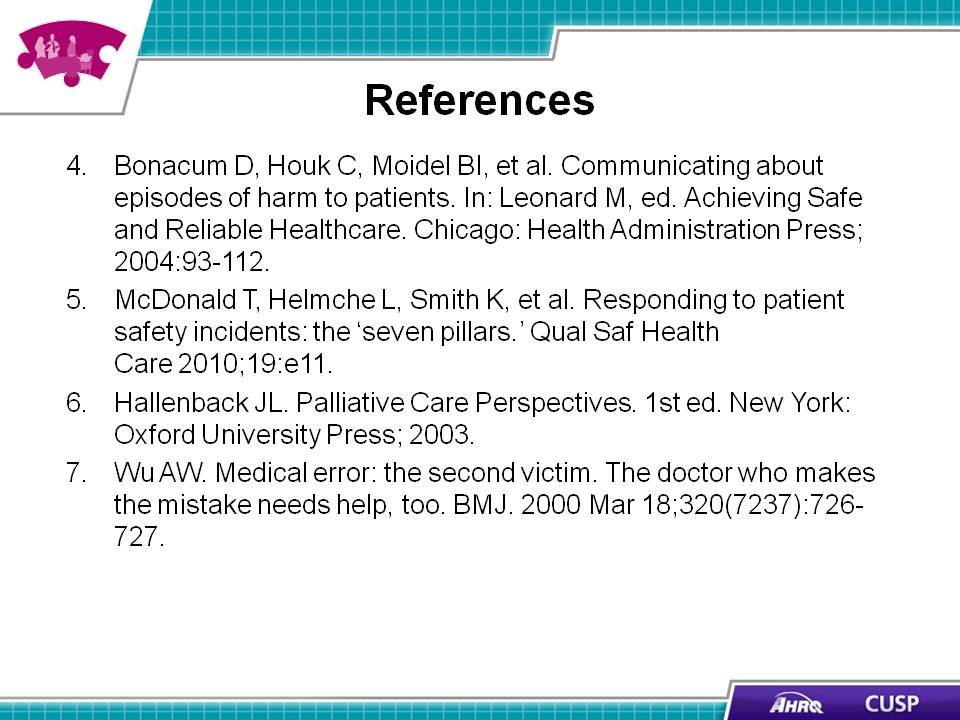 References
4. Bonacum D, Houk C, Moidel BI, et al. Communicating about
episodes of harm to patients. In: Leonard M, ed. Achieving Safe
and Reliable Healthcare. Chicago: Health Administration Press;
2004:93-112.
5. McDonald T, Helmche L, Smith K, et al. Responding to patient
safety incidents: the ‘seven pillars.’ Qual Saf Health
Care 2010;19:e11.
6. Hallenback JL. Palliative Care Perspectives. 1st ed. New York:
Oxford University Press; 2003.
7. Wu AW. Medical error: the second victim. The doctor who makes
the mistake needs help, too. BMJ. 2000 Mar 18;320(7237):726-
727.
AHRQ CUSP